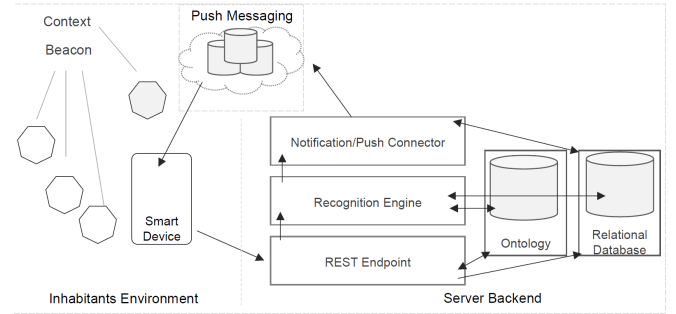 Context
Beacon
Push Messaging
Notification/Push Connector
Recognition Engine
REST Endpoint
Smart
Device
Ontology
Relational
Database
Inhabitants Environment
Server Backend